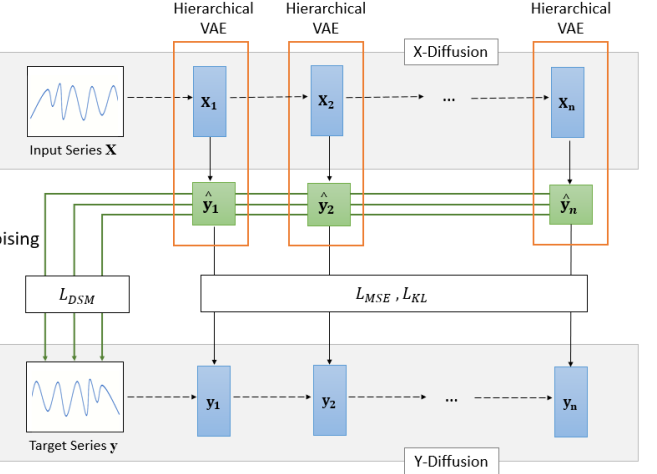 Hierarchical
VAE
Hierarchical
VAE
Hierarchical
VAE
X-Diffusion
X₁
X₂
...
Xₙ
Input Series X
ŷ₁
ŷ₂
ŷₙ
oising
L_DSM
L_MSE , L_KL
y₁
y₂
...
yₙ
Target Series y
Y-Diffusion